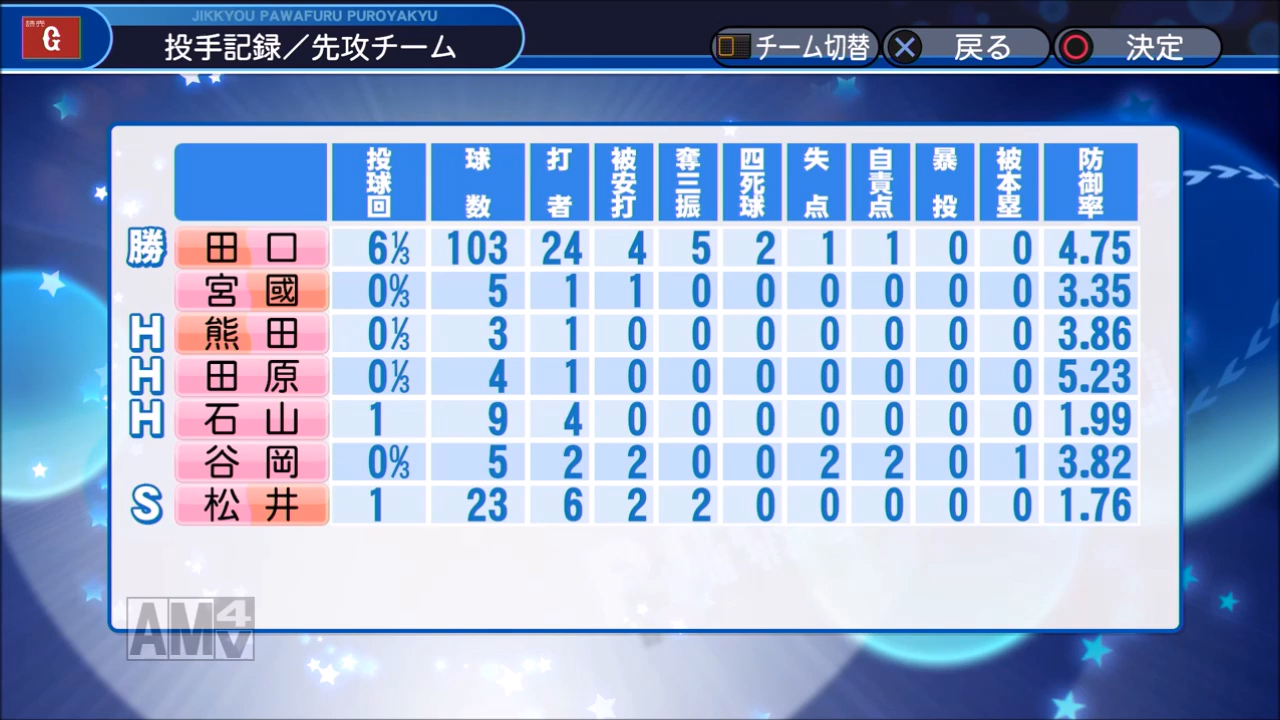 読売
G
JIKKYOU PAWAFURU PUROYAKYU
投手記録／先攻チーム
チーム切替 戻る 決定
投球回 球数 打者 被安打 奪三振 四死球 失点 自責点 暴投 被本塁 防御率
勝 田口 6⅓ 103 24 4 5 2 1 1 0 0 4.75
宮國 0⁰⁄₃ 5 1 1 0 0 0 0 0 0 3.35
H 熊田 0⅓ 3 1 0 0 0 0 0 0 0 3.86
H 田原 0⅓ 4 1 0 0 0 0 0 0 0 5.23
H 石山 1 9 4 0 0 0 0 0 0 0 1.99
谷岡 0⁰⁄₃ 5 2 2 0 0 2 2 0 1 3.82
S 松井 1 23 6 2 2 0 0 0 0 0 1.76
AM4V